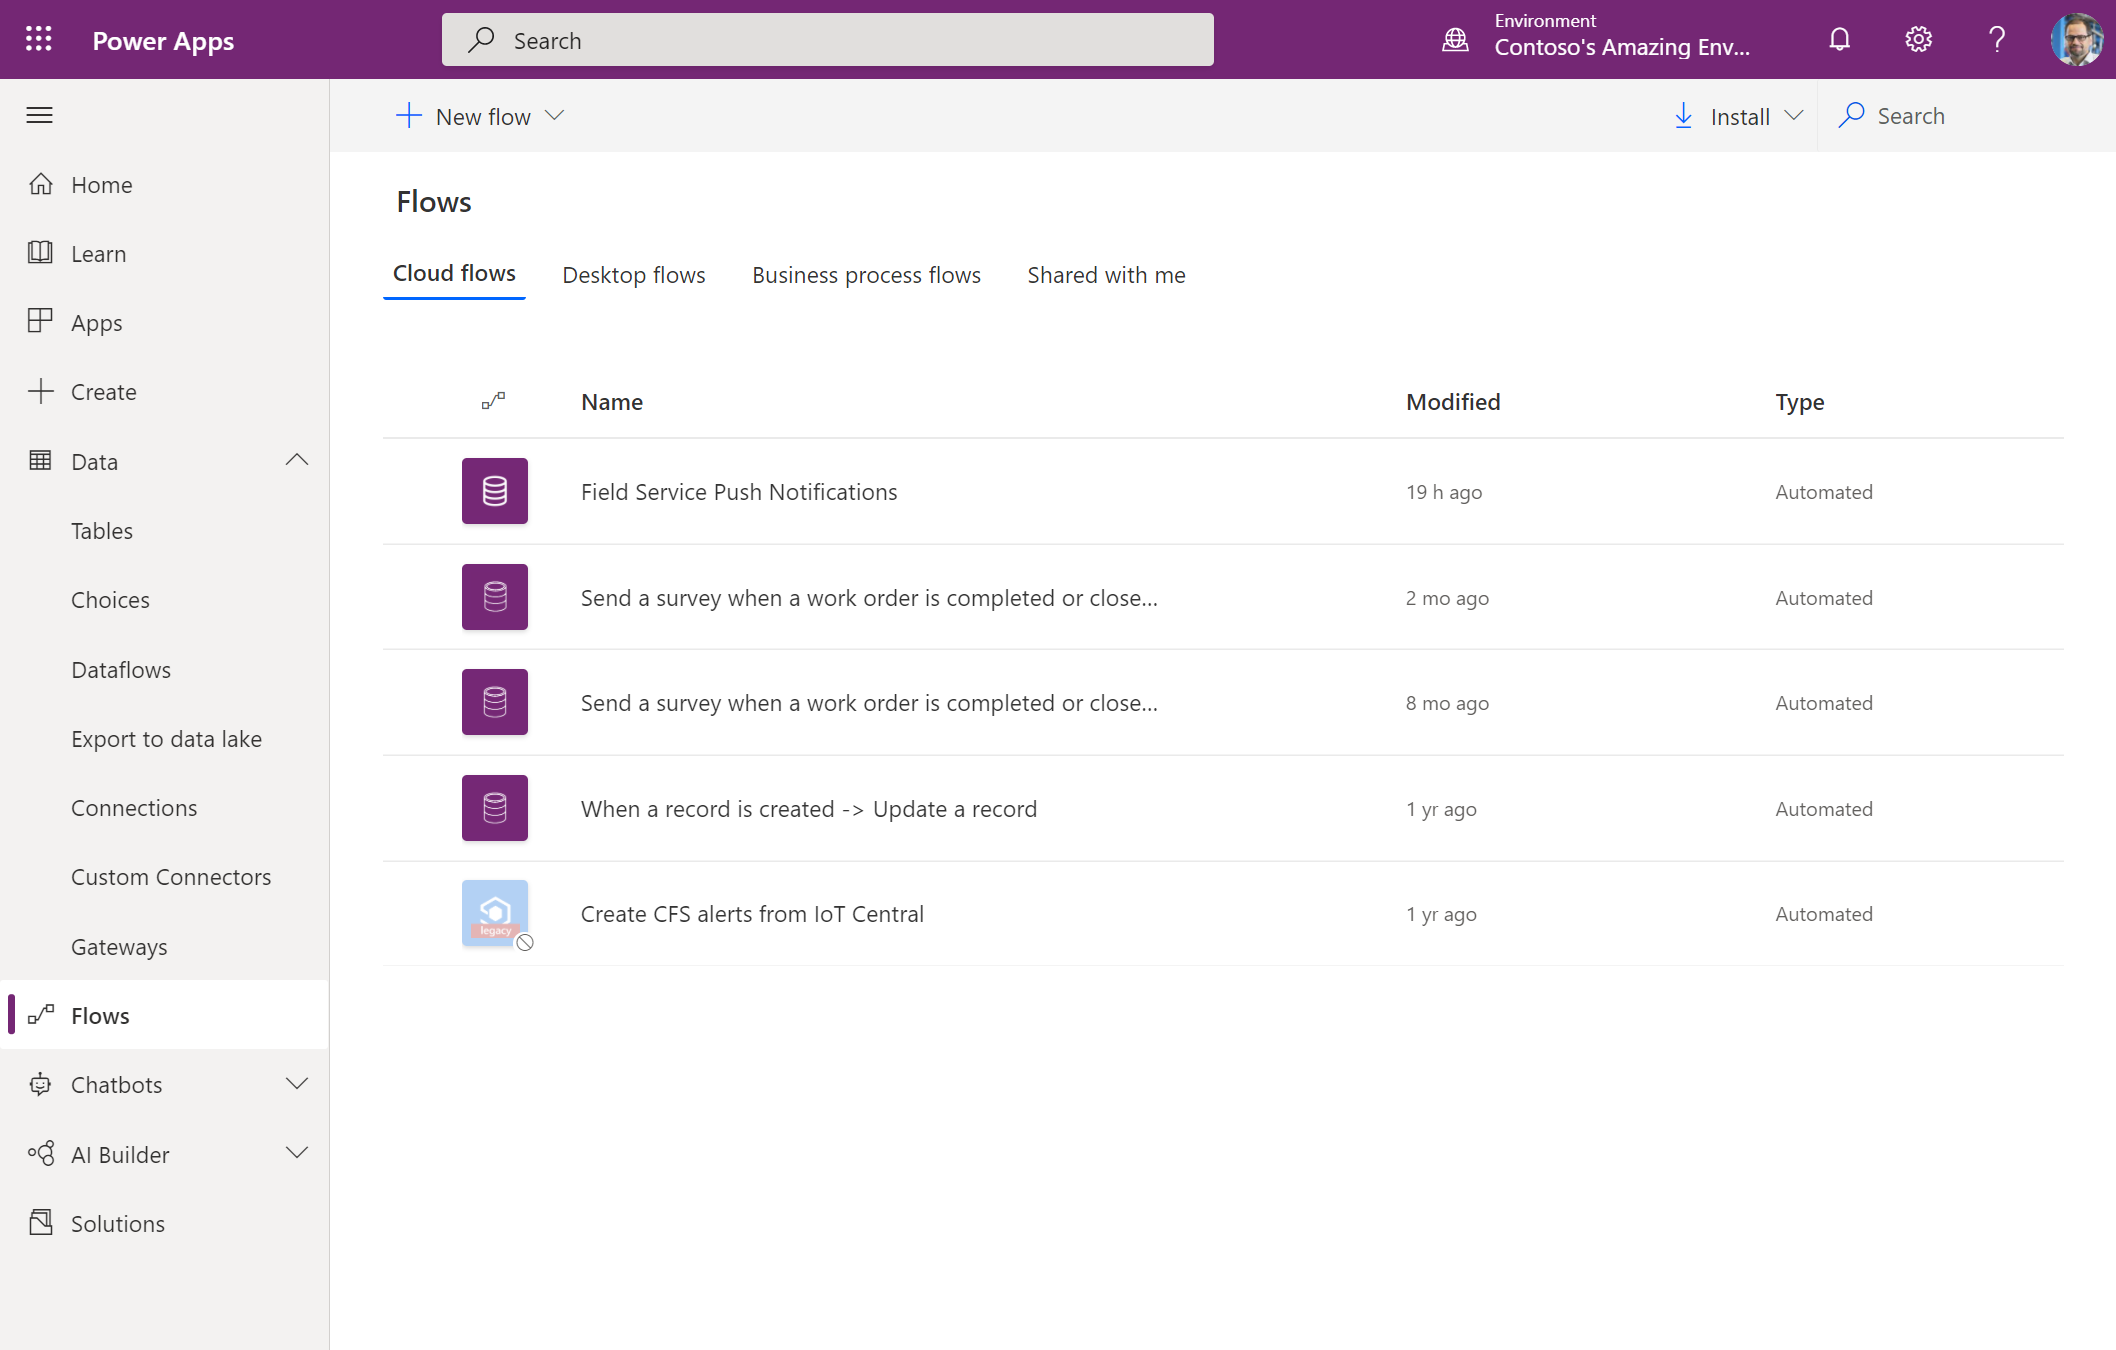 Power Apps
Search
Environment
Contoso's Amazing Env...
New flow
Install
Search
Home
Learn
Apps
Create
Data
Tables
Choices
Dataflows
Export to data lake
Connections
Custom Connectors
Gateways
Flows
Chatbots
AI Builder
Solutions
Flows
Cloud flows Desktop flows Business process flows Shared with me
Name Modified Type
Field Service Push Notifications 19 h ago Automated
Send a survey when a work order is completed or close... 2 mo ago Automated
Send a survey when a work order is completed or close... 8 mo ago Automated
When a record is created -> Update a record 1 yr ago Automated
legacy
Create CFS alerts from IoT Central 1 yr ago Automated